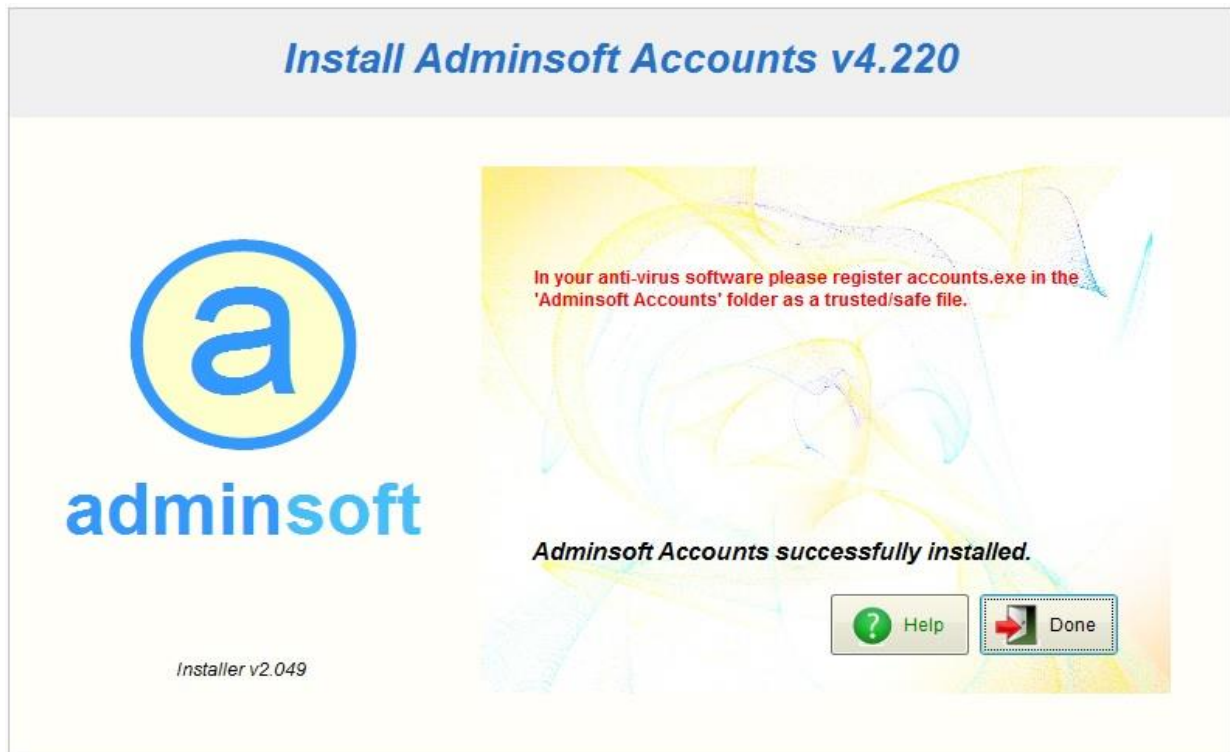 Install Adminsoft Accounts v4.220
a
adminsoft
Installer v2.049
In your anti-virus software please register accounts.exe in the
'Adminsoft Accounts' folder as a trusted/safe file.
Adminsoft Accounts successfully installed.
? Help
Done